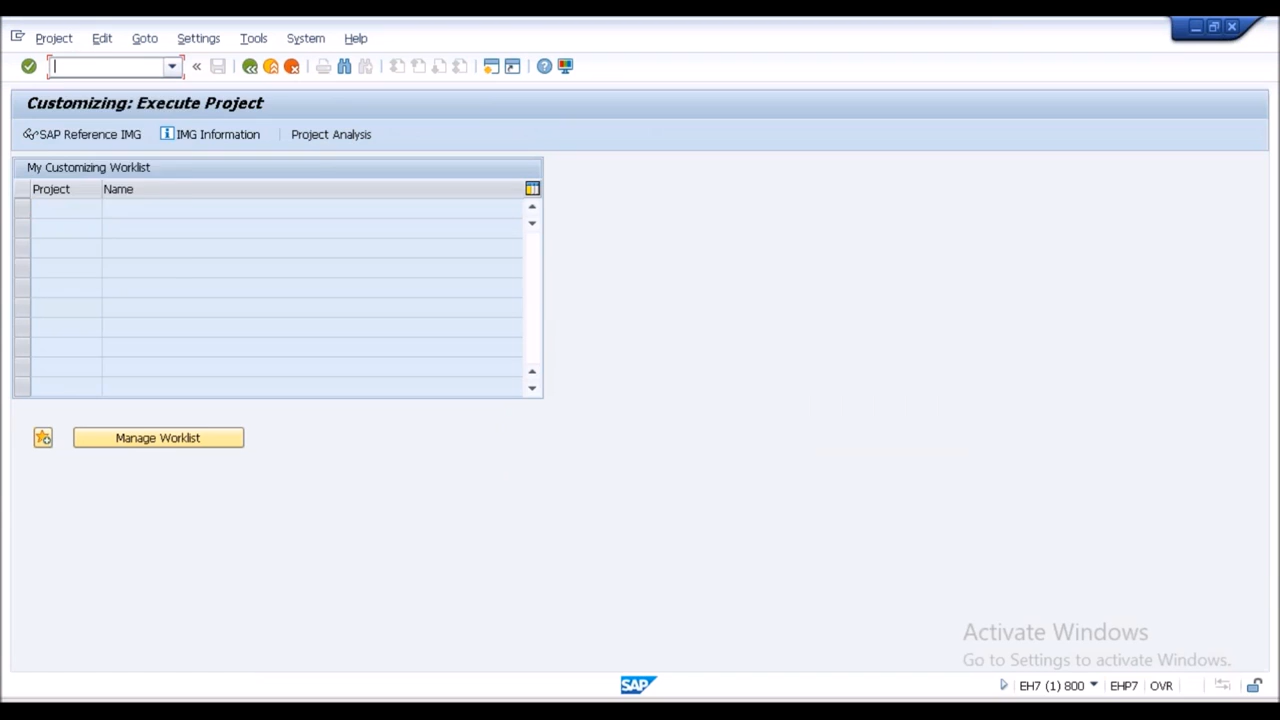 Project Edit Goto Settings Tools System Help
«
Customizing: Execute Project
SAP Reference IMG IMG Information Project Analysis
My Customizing Worklist
Project Name
Manage Worklist
Activate Windows
Go to Settings to activate Windows.
SAP EH7 (1) 800 EHP7 OVR